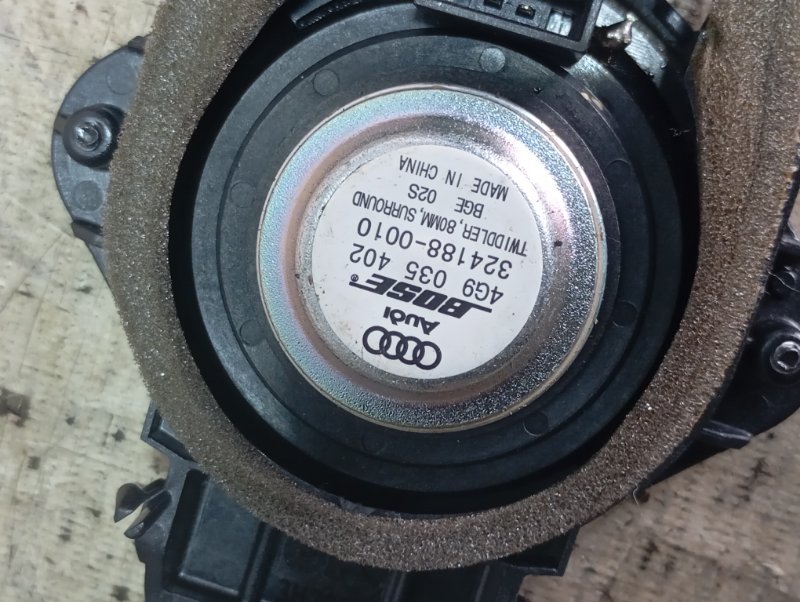 Audi
BOSE®
4G9 035 402
324188-0010
TWIDDLER, 80MM, SURROUND
BGE 02S
MADE IN CHINA